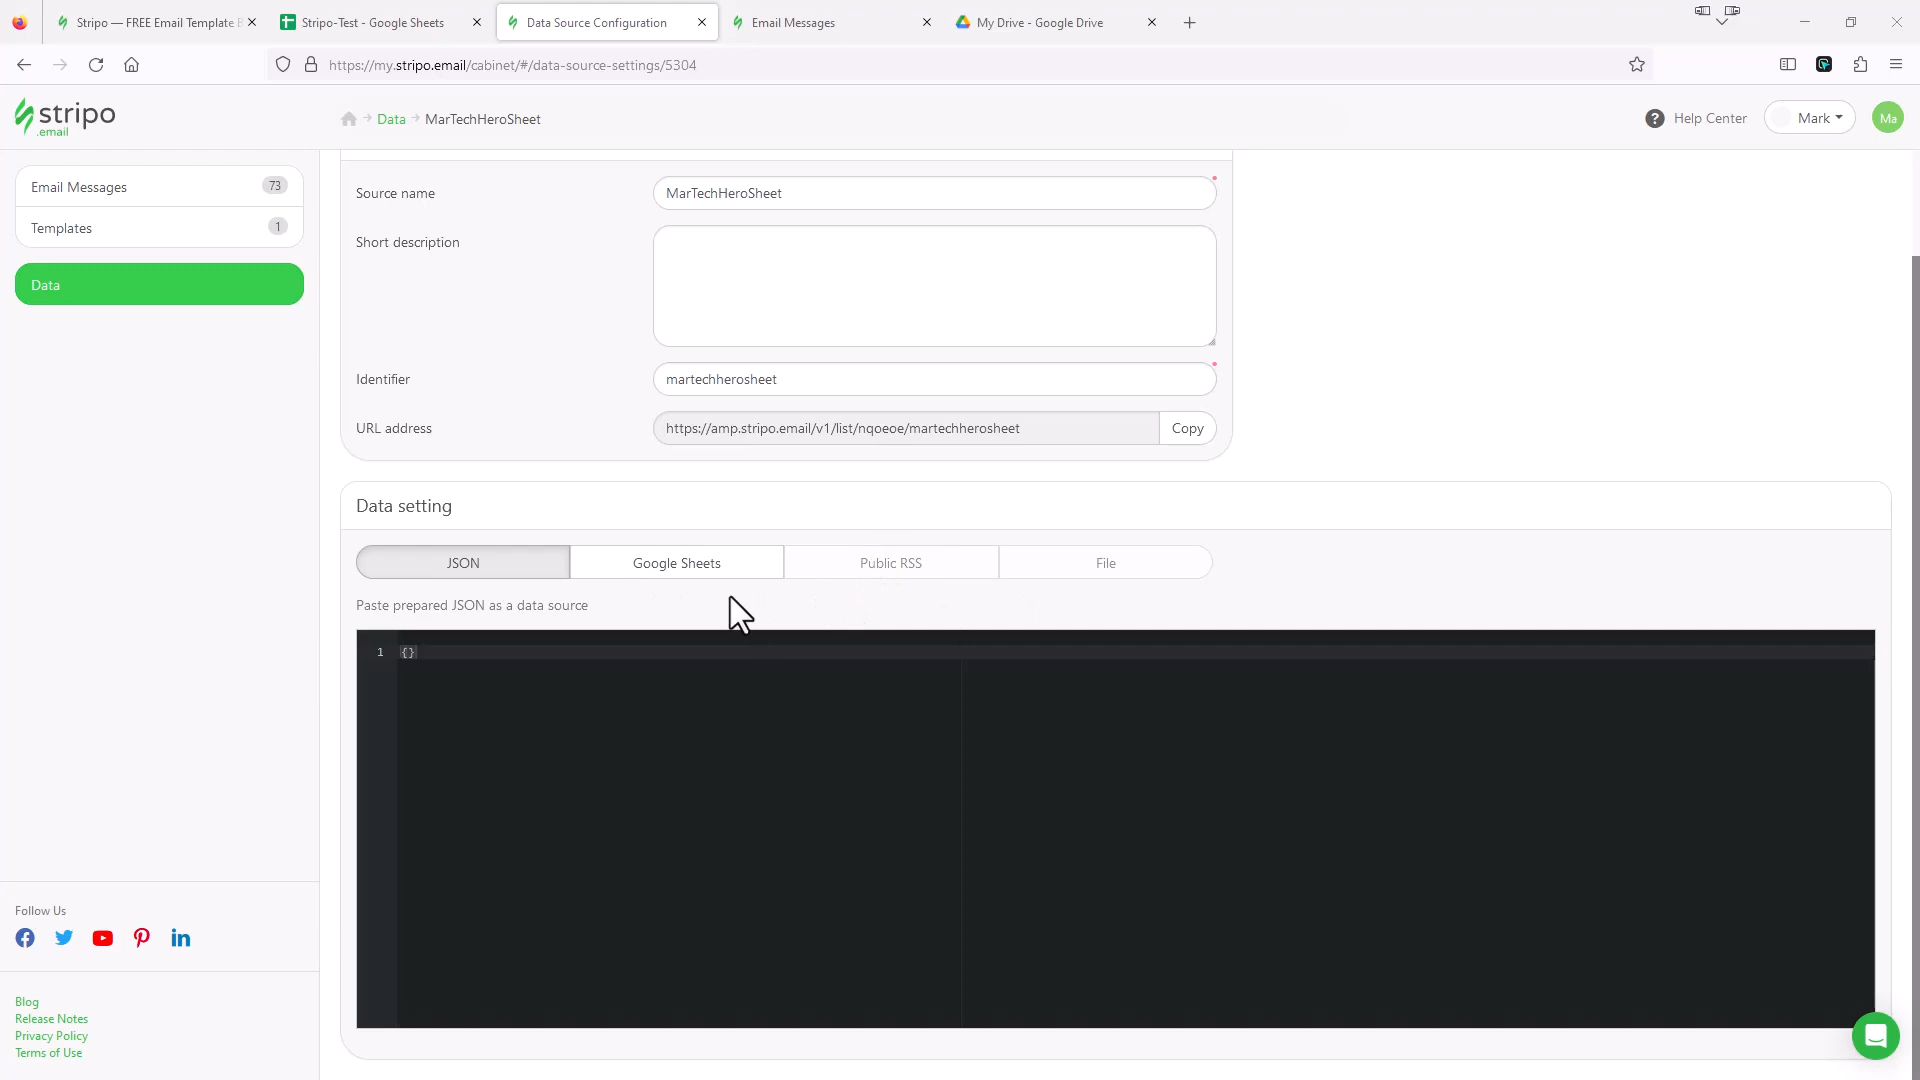 Stripo — FREE Email Template B
Stripo-Test - Google Sheets
Data Source Configuration
Email Messages
My Drive - Google Drive
https://my.stripo.email/cabinet/#/data-source-settings/5304
stripo
.email
Data
MarTechHeroSheet
? Help Center
Mark
Ma
Email Messages
73
Templates
1
Data
Source name
MarTechHeroSheet
Short description
Identifier
martechherosheet
URL address
https://amp.stripo.email/v1/list/nqoeoe/martechherosheet
Copy
Data setting
JSON
Google Sheets
Public RSS
File
Paste prepared JSON as a data source
1
{}
Follow Us
Blog
Release Notes
Privacy Policy
Terms of Use